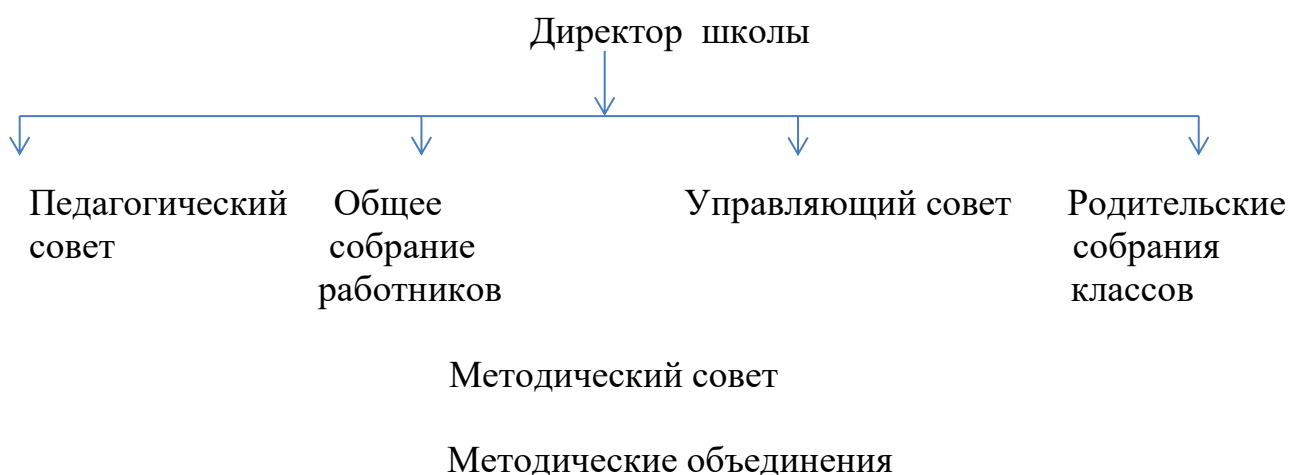 Директор школы
Педагогический совет
Общее собрание работников
Управляющий совет
Родительские собрания классов
Методический совет
Методические объединения